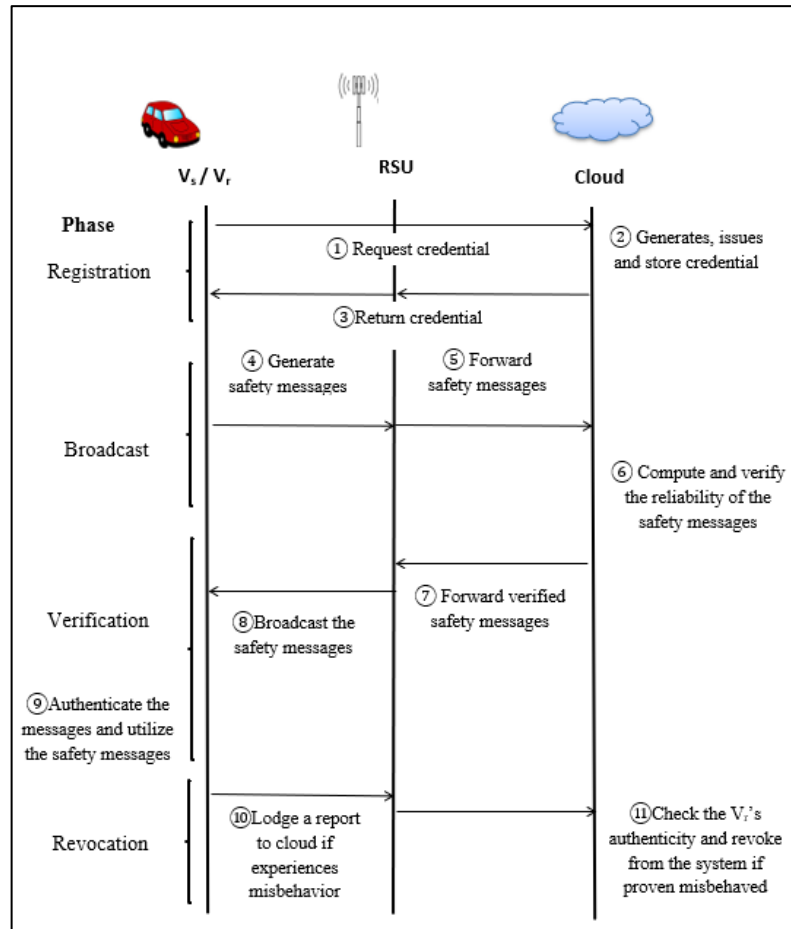 V_s / V_r
RSU
Cloud
Phase
Registration
① Request credential
② Generates, issues
and store credential
③Return credential
④ Generate
safety messages
⑤ Forward
safety messages
Broadcast
⑥ Compute and verify
the reliability of the
safety messages
⑦ Forward verified
safety messages
Verification
⑧Broadcast the
safety messages
⑨Authenticate the
messages and utilize
the safety messages
Revocation
⑩Lodge a report
to cloud if
experiences
misbehavior
⑪Check the V_r's
authenticity and revoke
from the system if
proven misbehaved